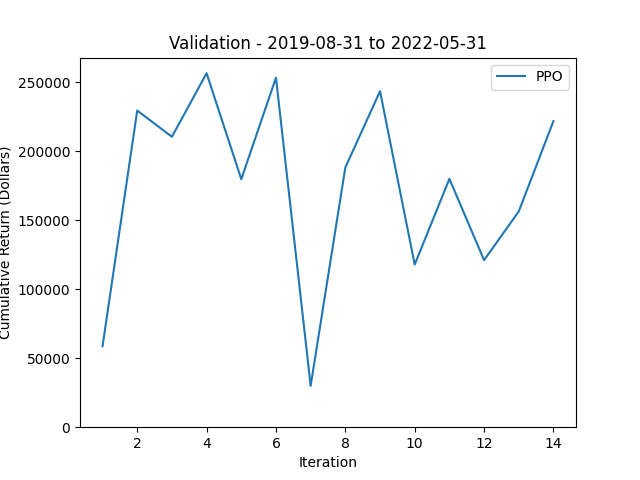 Validation - 2019-08-31 to 2022-05-31
PPO
Cumulative Return (Dollars)
250000
200000
150000
100000
50000
0
2 4 6 8 10 12 14
Iteration